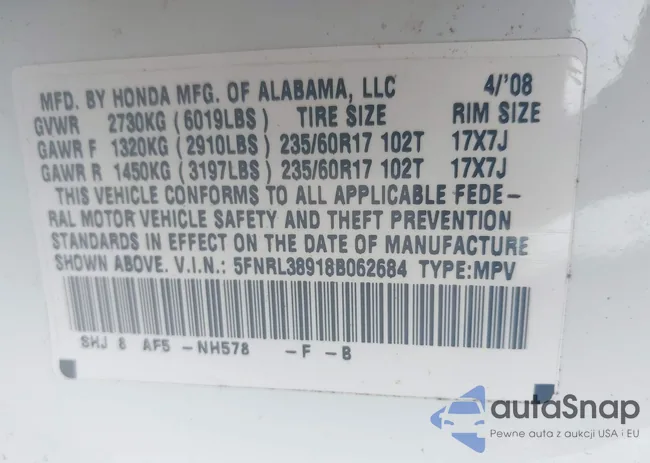 MFD. BY HONDA MFG. OF ALABAMA, LLC 4/'08
GVWR 2730KG (6019LBS) TIRE SIZE RIM SIZE
GAWR F 1320KG (2910LBS) 235/60R17 102T 17X7J
GAWR R 1450KG (3197LBS) 235/60R17 102T 17X7J
THIS VEHICLE CONFORMS TO ALL APPLICABLE FEDE-
RAL MOTOR VEHICLE SAFETY AND THEFT PREVENTION
STANDARDS IN EFFECT ON THE DATE OF MANUFACTURE
SHOWN ABOVE. V.I.N.: 5FNRL38918B062684 TYPE:MPV
SHJ 8 AF5 -NH578 -F -B
autaSnap
Pewne auta z aukcji USA i EU